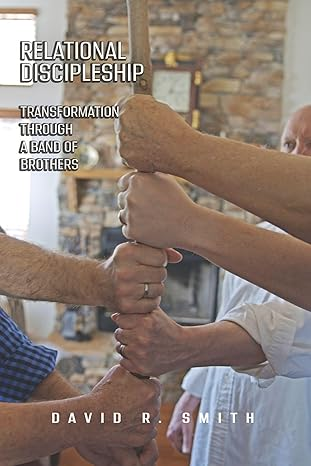 RELATIONAL
DISCIPLESHIP
TRANSFORMATION
THROUGH
A BAND OF
BROTHERS
DAVID R. SMITH